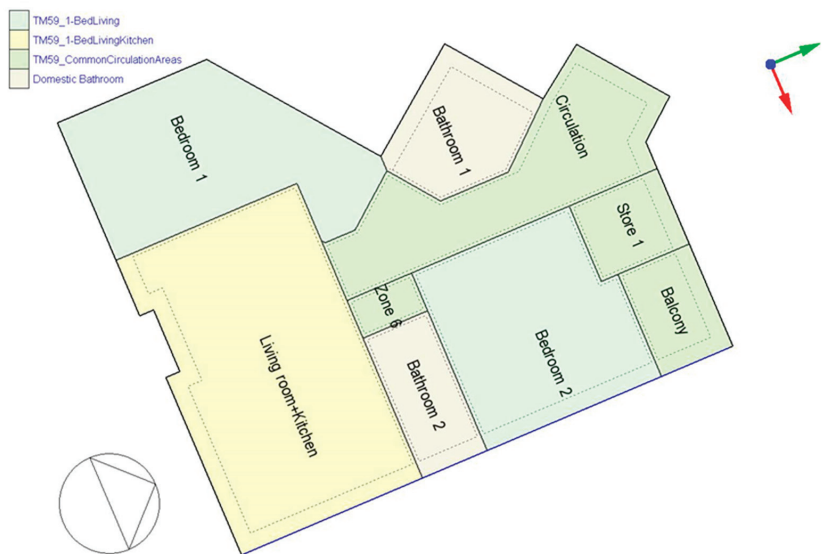 TM59_1-BedLiving
TM59_1-BedLivingKitchen
TM59_CommonCirculationAreas
Domestic Bathroom
Bedroom 1
Bathroom 1
Circulation
Store 1
Balcony
Zone 6
Living room+Kitchen
Bathroom 2
Bedroom 2